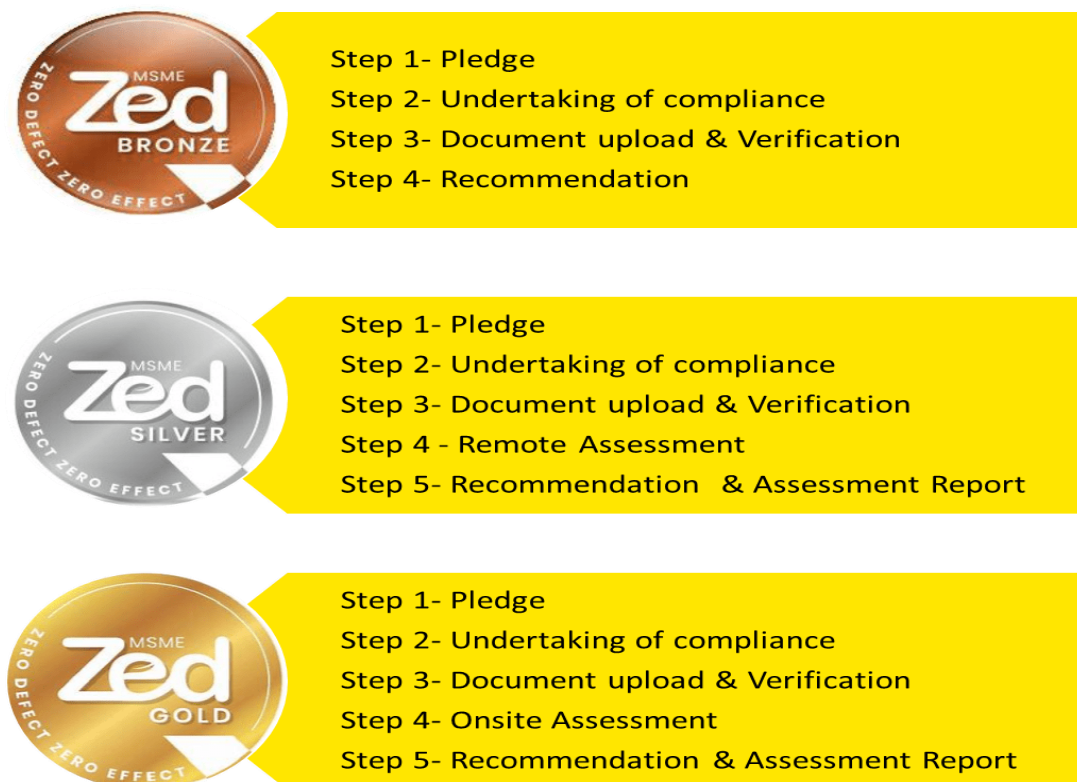 MSME
Zed
BRONZE
ZERO DEFECT ZERO EFFECT
Step 1- Pledge
Step 2- Undertaking of compliance
Step 3- Document upload & Verification
Step 4- Recommendation
MSME
Zed
SILVER
ZERO DEFECT ZERO EFFECT
Step 1- Pledge
Step 2- Undertaking of compliance
Step 3- Document upload & Verification
Step 4 - Remote Assessment
Step 5- Recommendation & Assessment Report
MSME
Zed
GOLD
ZERO DEFECT ZERO EFFECT
Step 1- Pledge
Step 2- Undertaking of compliance
Step 3- Document upload & Verification
Step 4- Onsite Assessment
Step 5- Recommendation & Assessment Report